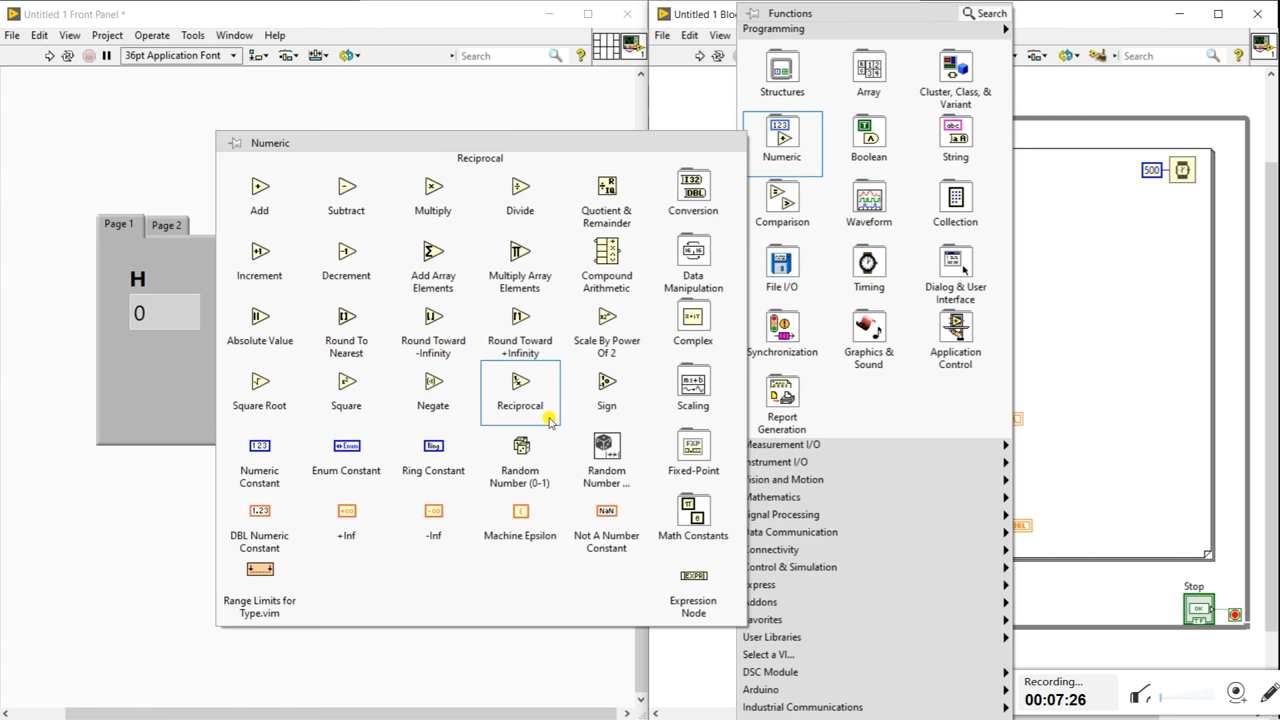 Untitled 1 Front Panel *
File Edit View Project Operate Tools Window Help
36pt Application Font
Search
Page 1
Page 2
H
0
Numeric
Reciprocal
Add
Subtract
Multiply
Divide
Quotient &
Remainder
Conversion
Increment
Decrement
Add Array
Elements
Multiply Array
Elements
Compound
Arithmetic
Data
Manipulation
Absolute Value
Round To
Nearest
Round Toward
-Infinity
Round Toward
+Infinity
Scale By Power
Of 2
Complex
Square Root
Square
Negate
Reciprocal
Sign
Scaling
Numeric
Constant
Enum Constant
Ring Constant
Random
Number (0-1)
Random
Number ...
Fixed-Point
DBL Numeric
Constant
+Inf
-Inf
Machine Epsilon
Not A Number
Constant
Math Constants
Range Limits for
Type.vim
Expression
Node
Untitled 1 Blo
File Edit View
Functions
Search
Programming
Structures
Array
Cluster, Class, &
Variant
Numeric
Boolean
String
Comparison
Waveform
Collection
File I/O
Timing
Dialog & User
Interface
Synchronization
Graphics &
Sound
Application
Control
Report
Generation
Measurement I/O
nstrument I/O
Vision and Motion
Mathematics
ignal Processing
Data Communication
Connectivity
Control & Simulation
xpress
Addons
Favorites
User Libraries
Select a VI...
DSC Module
Arduino
Industrial Communications
Search
500
Stop
OK
TF
Recording...
00:07:26